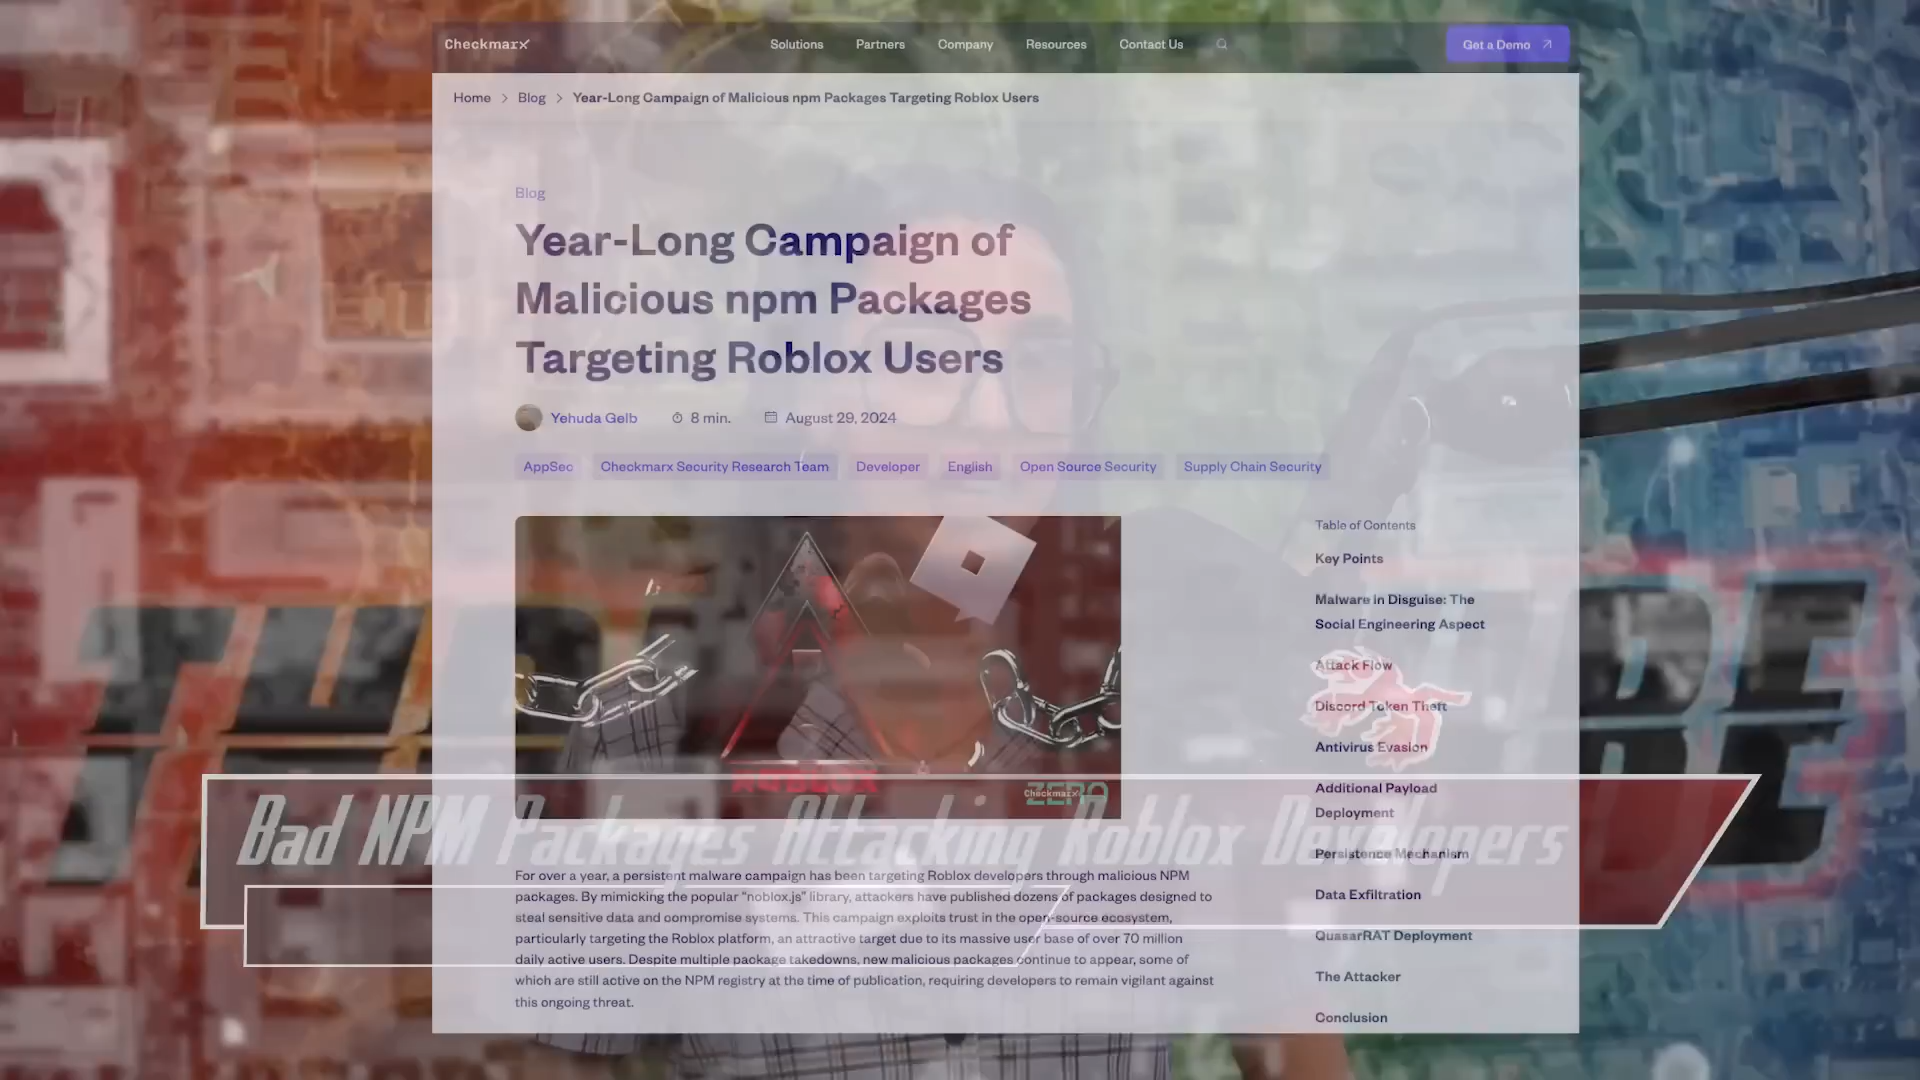 Checkmarx
Solutions Partners Company Resources Contact Us
Get a Demo
Home > Blog > Year-Long Campaign of Malicious npm Packages Targeting Roblox Users
Blog
Year-Long Campaign of
Malicious npm Packages
Targeting Roblox Users
Yehuda Gelb 8 min. August 29, 2024
AppSec Checkmarx Security Research Team Developer English Open Source Security Supply Chain Security
ROBLOX
Checkmarx
ZERO
Table of Contents
Key Points
Malware in Disguise: The
Social Engineering Aspect
Attack Flow
Discord Token Theft
Antivirus Evasion
Additional Payload
Deployment
Persistence Mechanism
Data Exfiltration
QuasarRAT Deployment
The Attacker
Conclusion
Bad NPM Packages Attacking Roblox Developers
For over a year, a persistent malware campaign has been targeting Roblox developers through malicious NPM
packages. By mimicking the popular “noblox.js” library, attackers have published dozens of packages designed to
steal sensitive data and compromise systems. This campaign exploits trust in the open-source ecosystem,
particularly targeting the Roblox platform, an attractive target due to its massive user base of over 70 million
daily active users. Despite multiple package takedowns, new malicious packages continue to appear, some of
which are still active on the NPM registry at the time of publication, requiring developers to remain vigilant against
this ongoing threat.